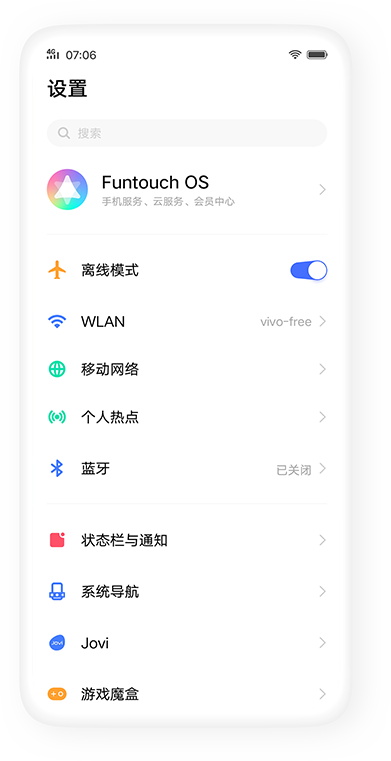 4G 07:06
设置
搜索
Funtouch OS
手机服务、云服务、会员中心
离线模式
WLAN vivo-free
移动网络
个人热点
蓝牙 已关闭
状态栏与通知
系统导航
Jovi Jovi
游戏魔盒